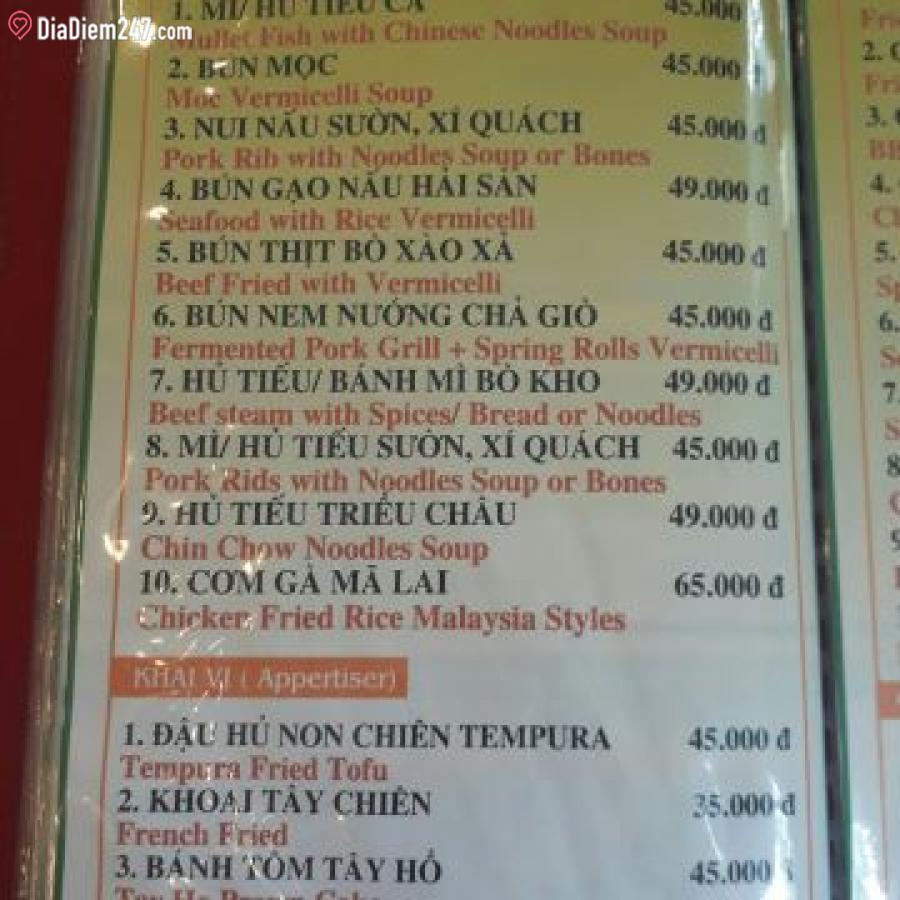 DiaDiem247.com
1. MÌ/ HỦ TIẾU CÁ 45.000
Mullet Fish with Chinese Noodles Soup
2. BÚN MỌC 45.000 đ
Moc Vermicelli Soup
3. NUI NẤU SƯỜN, XÍ QUÁCH 45.000 đ
Pork Rib with Noodles Soup or Bones
4. BÚN GẠO NẤU HẢI SẢN 49.000 đ
Seafood with Rice Vermicelli
5. BÚN THỊT BÒ XÀO XẢ 45.000 đ
Beef Fried with Vermicelli
6. BÚN NEM NƯỚNG CHẢ GIÒ 45.000 đ
Fermented Pork Grill + Spring Rolls Vermicelli
7. HỦ TIẾU/ BÁNH MÌ BÒ KHO 49.000 đ
Beef steam with Spices/ Bread or Noodles
8. MÌ/ HỦ TIẾU SƯỜN, XÍ QUÁCH 45.000 đ
Pork Rids with Noodles Soup or Bones
9. HỦ TIẾU TRIỀU CHÂU 49.000 đ
Chin Chow Noodles Soup
10. CƠM GÀ MÃ LAI 65.000 đ
Chicken Fried Rice Malaysia Styles
KHAI VỊ ( Appertiser)
1. ĐẬU HỦ NON CHIÊN TEMPURA 45.000 đ
Tempura Fried Tofu
2. KHOAI TÂY CHIÊN 35.000 đ
French Fried
3. BÁNH TÔM TÂY HỒ 45.000
Tay Ho Prawn Cake